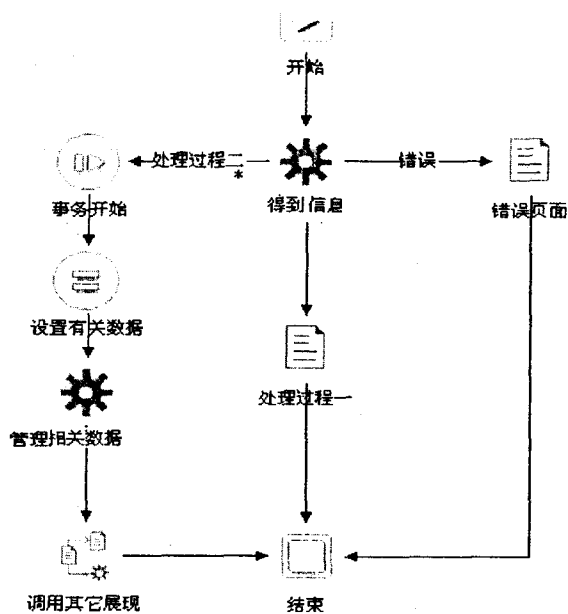 开始
处理过程二
*
错误
事务开始
得到信息
错误页面
设置有关数据
处理过程一
管理相关数据
调用其它展现
结束